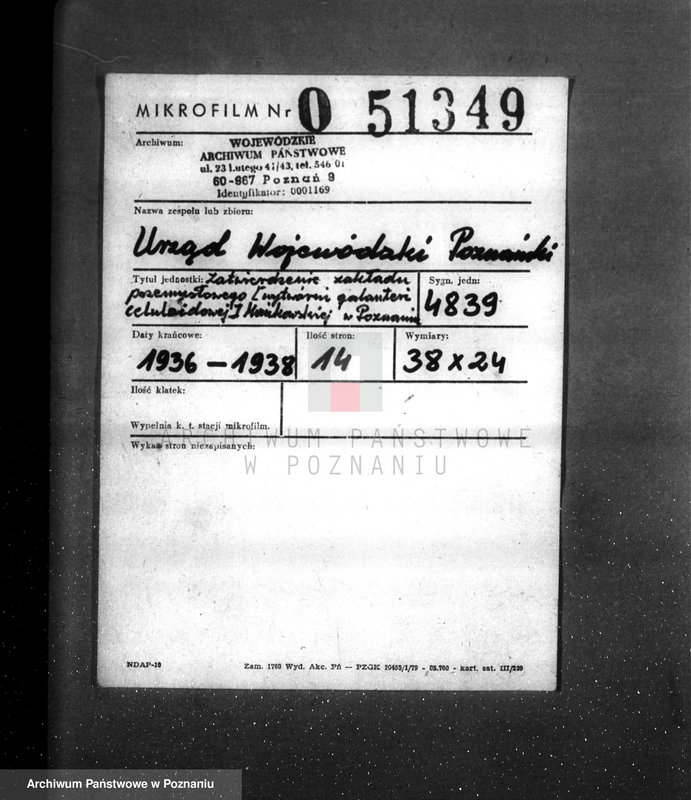 MIKROFILM Nr O 51349
Archiwum:
WOJEWÓDZKIE
ARCHIWUM PAŃSTWOWE
ul. 23 Lutego 41/43, tel. 546 01
60-967 Poznań 9
Identyfikator: 0001169
Nazwa zespołu lub zbioru:
Urząd Wojewódzki Poznański
Tytuł jednostki: Zatwierdzenie zakładu
przemysłowego [wytwórni galanterii
celuloidowej I Mańkowskiej w Poznaniu
Sygn. jedn:
4839
Daty krańcowe:
1936 – 1938
Ilość stron:
14
Wymiary:
38 x 24
Ilość klatek:
Wypełnia k. t. stacji mikrofilm.
Wykaz stron niezapisanych:
ARCHIWUM PAŃSTWOWE
W POZNANIU
NDAP-10
Zam. 1760 Wyd. Akc. Pń — PZGK 10455/1/79 - 05.700 - kart. sat. III/220
Archiwum Państwowe w Poznaniu